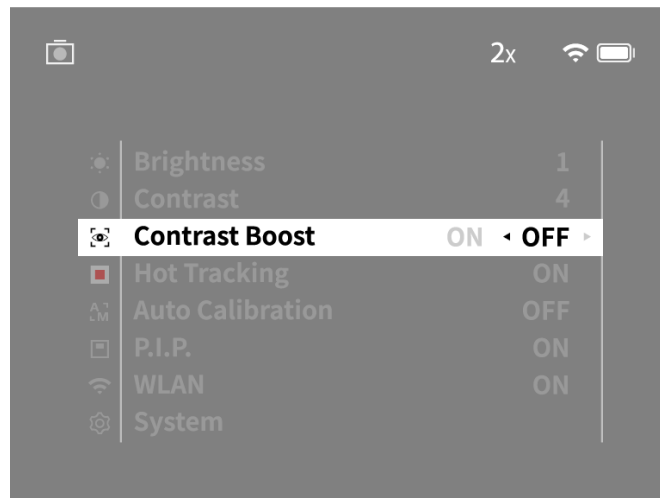 2x
Brightness 1
Contrast 4
Contrast Boost ON OFF
Hot Tracking ON
Auto Calibration OFF
P.I.P. ON
WLAN ON
System